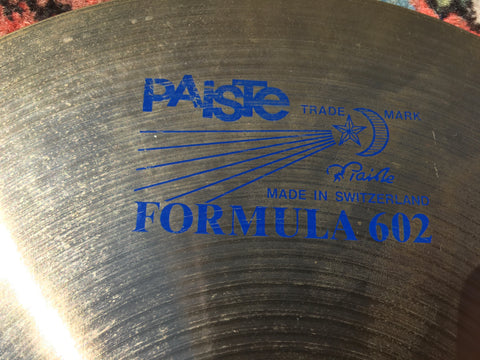 PAiSTe
TRADE MARK
R Paiste
MADE IN SWITZERLAND
FORMULA 602